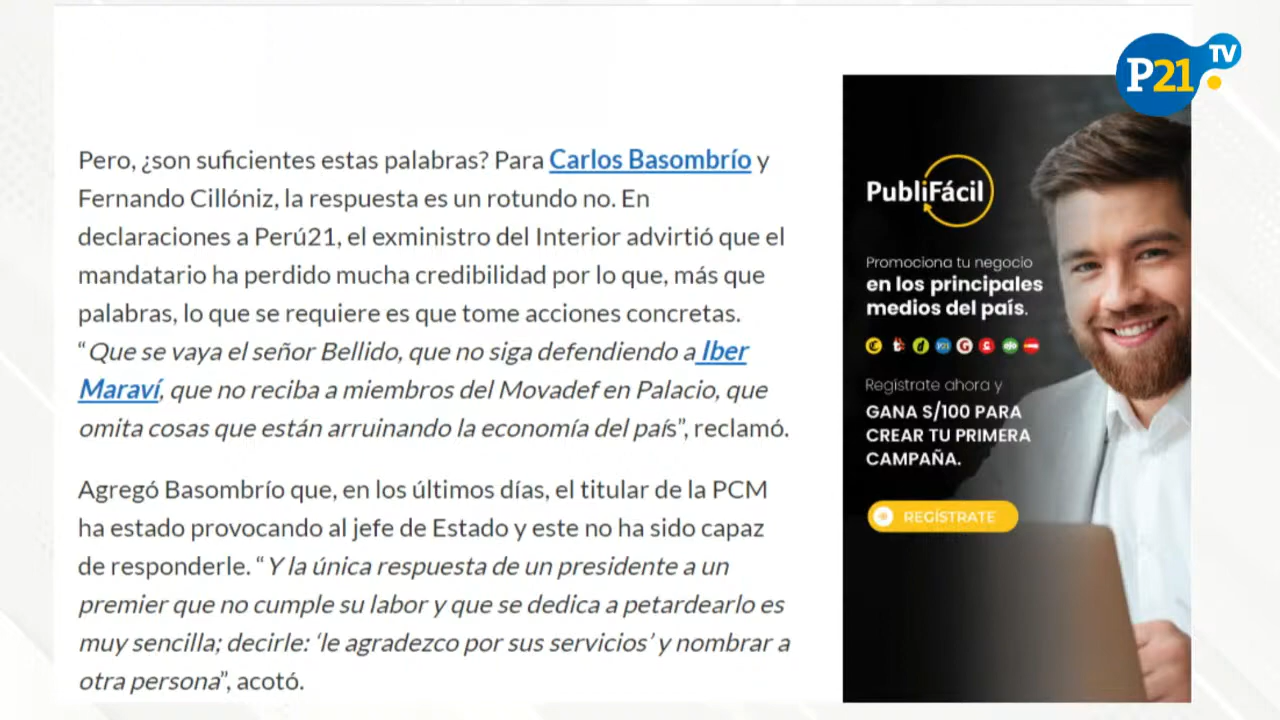 P21 TV
Pero, ¿son suficientes estas palabras? Para Carlos Basombrío y
Fernando Cillóniz, la respuesta es un rotundo no. En
declaraciones a Perú21, el exministro del Interior advirtió que el
mandatario ha perdido mucha credibilidad por lo que, más que
palabras, lo que se requiere es que tome acciones concretas.
“Que se vaya el señor Bellido, que no siga defendiendo a Iber
Maraví, que no reciba a miembros del Movadef en Palacio, que
omita cosas que están arruinando la economía del país”, reclamó.
Agregó Basombrío que, en los últimos días, el titular de la PCM
ha estado provocando al jefe de Estado y este no ha sido capaz
de responderle. “Y la única respuesta de un presidente a un
premier que no cumple su labor y que se dedica a petardearlo es
muy sencilla; decirle: ‘le agradezco por sus servicios’ y nombrar a
otra persona”, acotó.
PubliFácil
Promociona tu negocio
en los principales
medios del país.
Regístrate ahora y
GANA S/100 PARA
CREAR TU PRIMERA
CAMPAÑA.
REGÍSTRATE